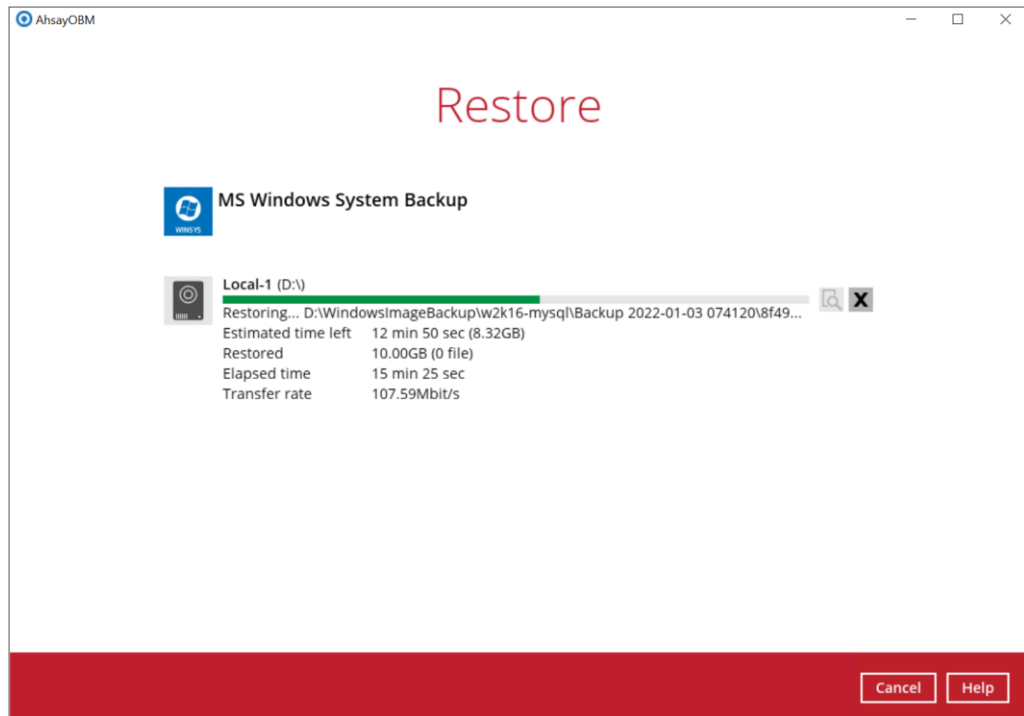 AhsayOBM
Restore
MS Windows System Backup
WINSYS
Local-1 (D:\)
Restoring... D:\WindowsImageBackup\w2k16-mysql\Backup 2022-01-03 074120\8f49...
Estimated time left 12 min 50 sec (8.32GB)
Restored 10.00GB (0 file)
Elapsed time 15 min 25 sec
Transfer rate 107.59Mbit/s
Cancel Help